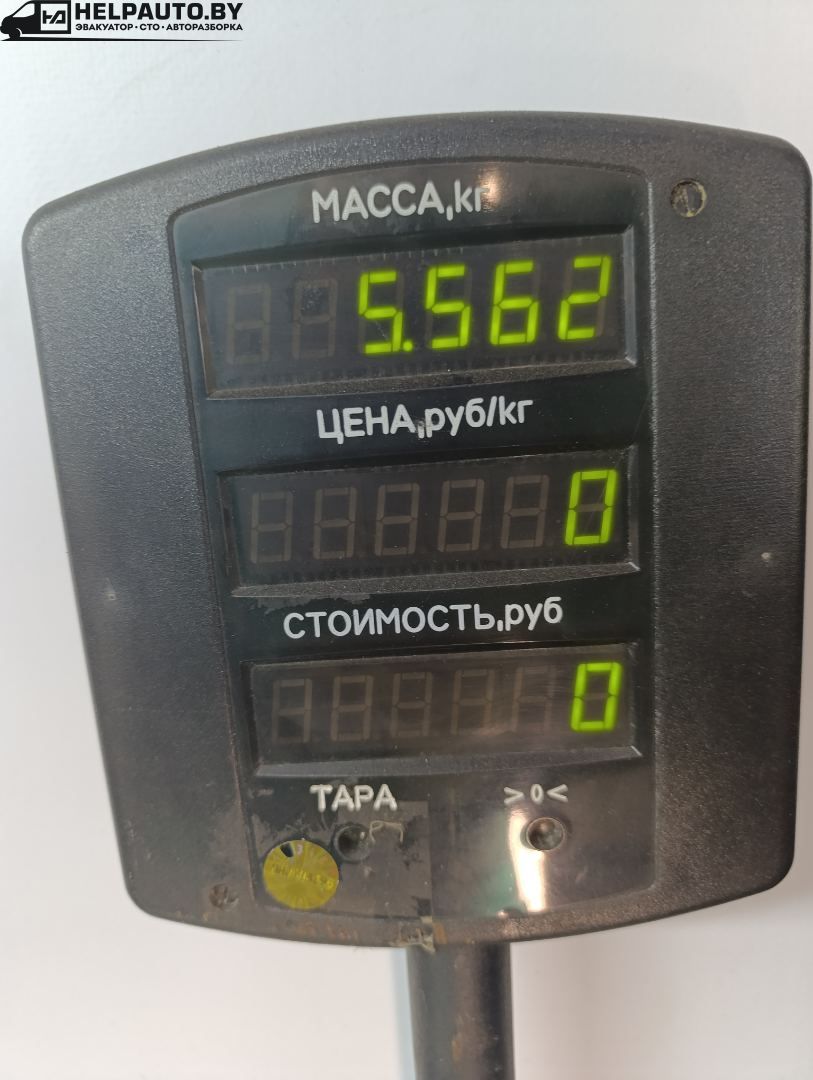 HELPAUTO.BY
ЭВАКУАТОР • СТО • АВТОРАЗБОРКА
МАССА,кг
5.562
ЦЕНА,руб/кг
0
СТОИМОСТЬ,руб
0
ТАРА >0<